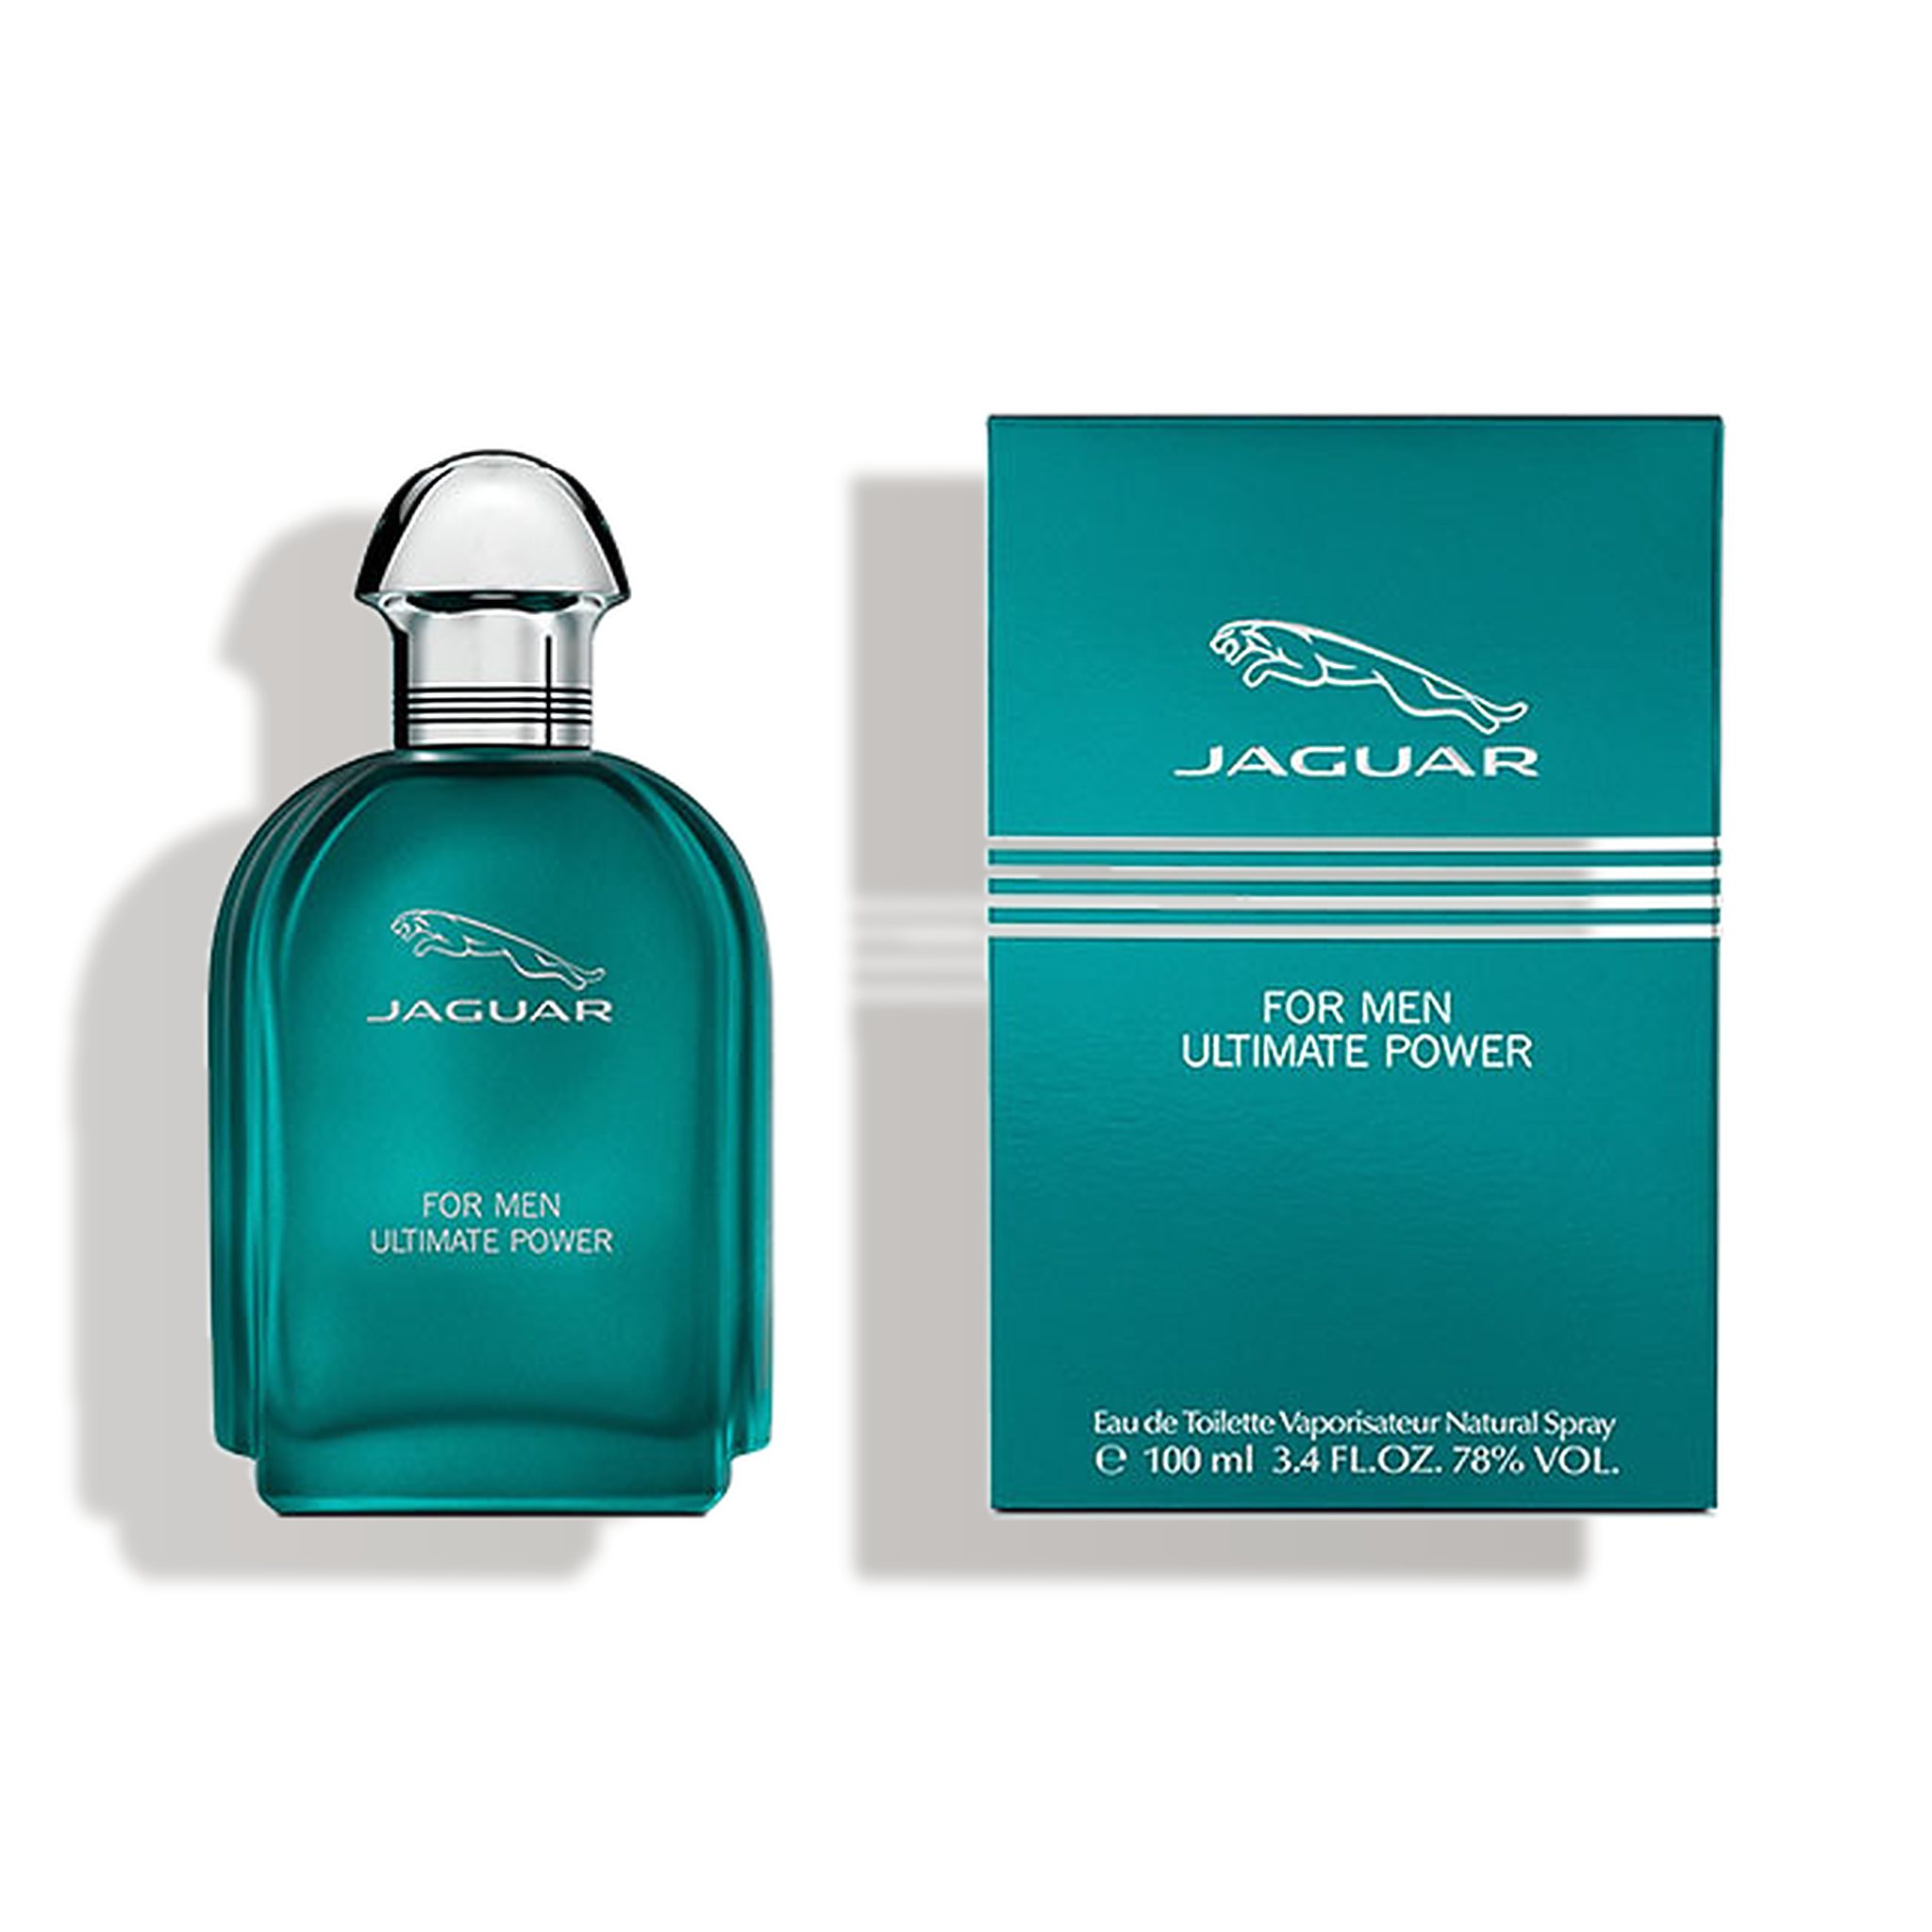 JAGUAR
FOR MEN
ULTIMATE POWER
JAGUAR
FOR MEN
ULTIMATE POWER
Eau de Toilette Vaporisateur Natural Spray
℮ 100 ml 3.4 FL.OZ. 78% VOL.